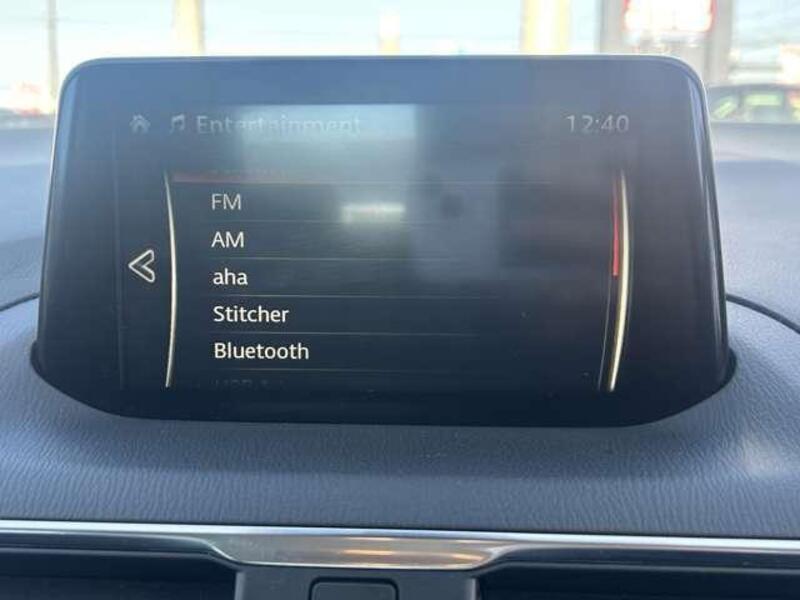 Entertainment 12:40
FM
AM
aha
Stitcher
Bluetooth